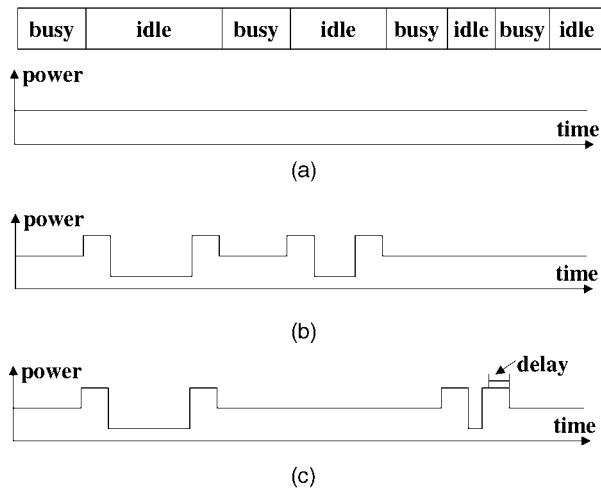 busy idle busy idle busy idle busy idle
power
time
(a)
power
time
(b)
delay
power
time
(c)